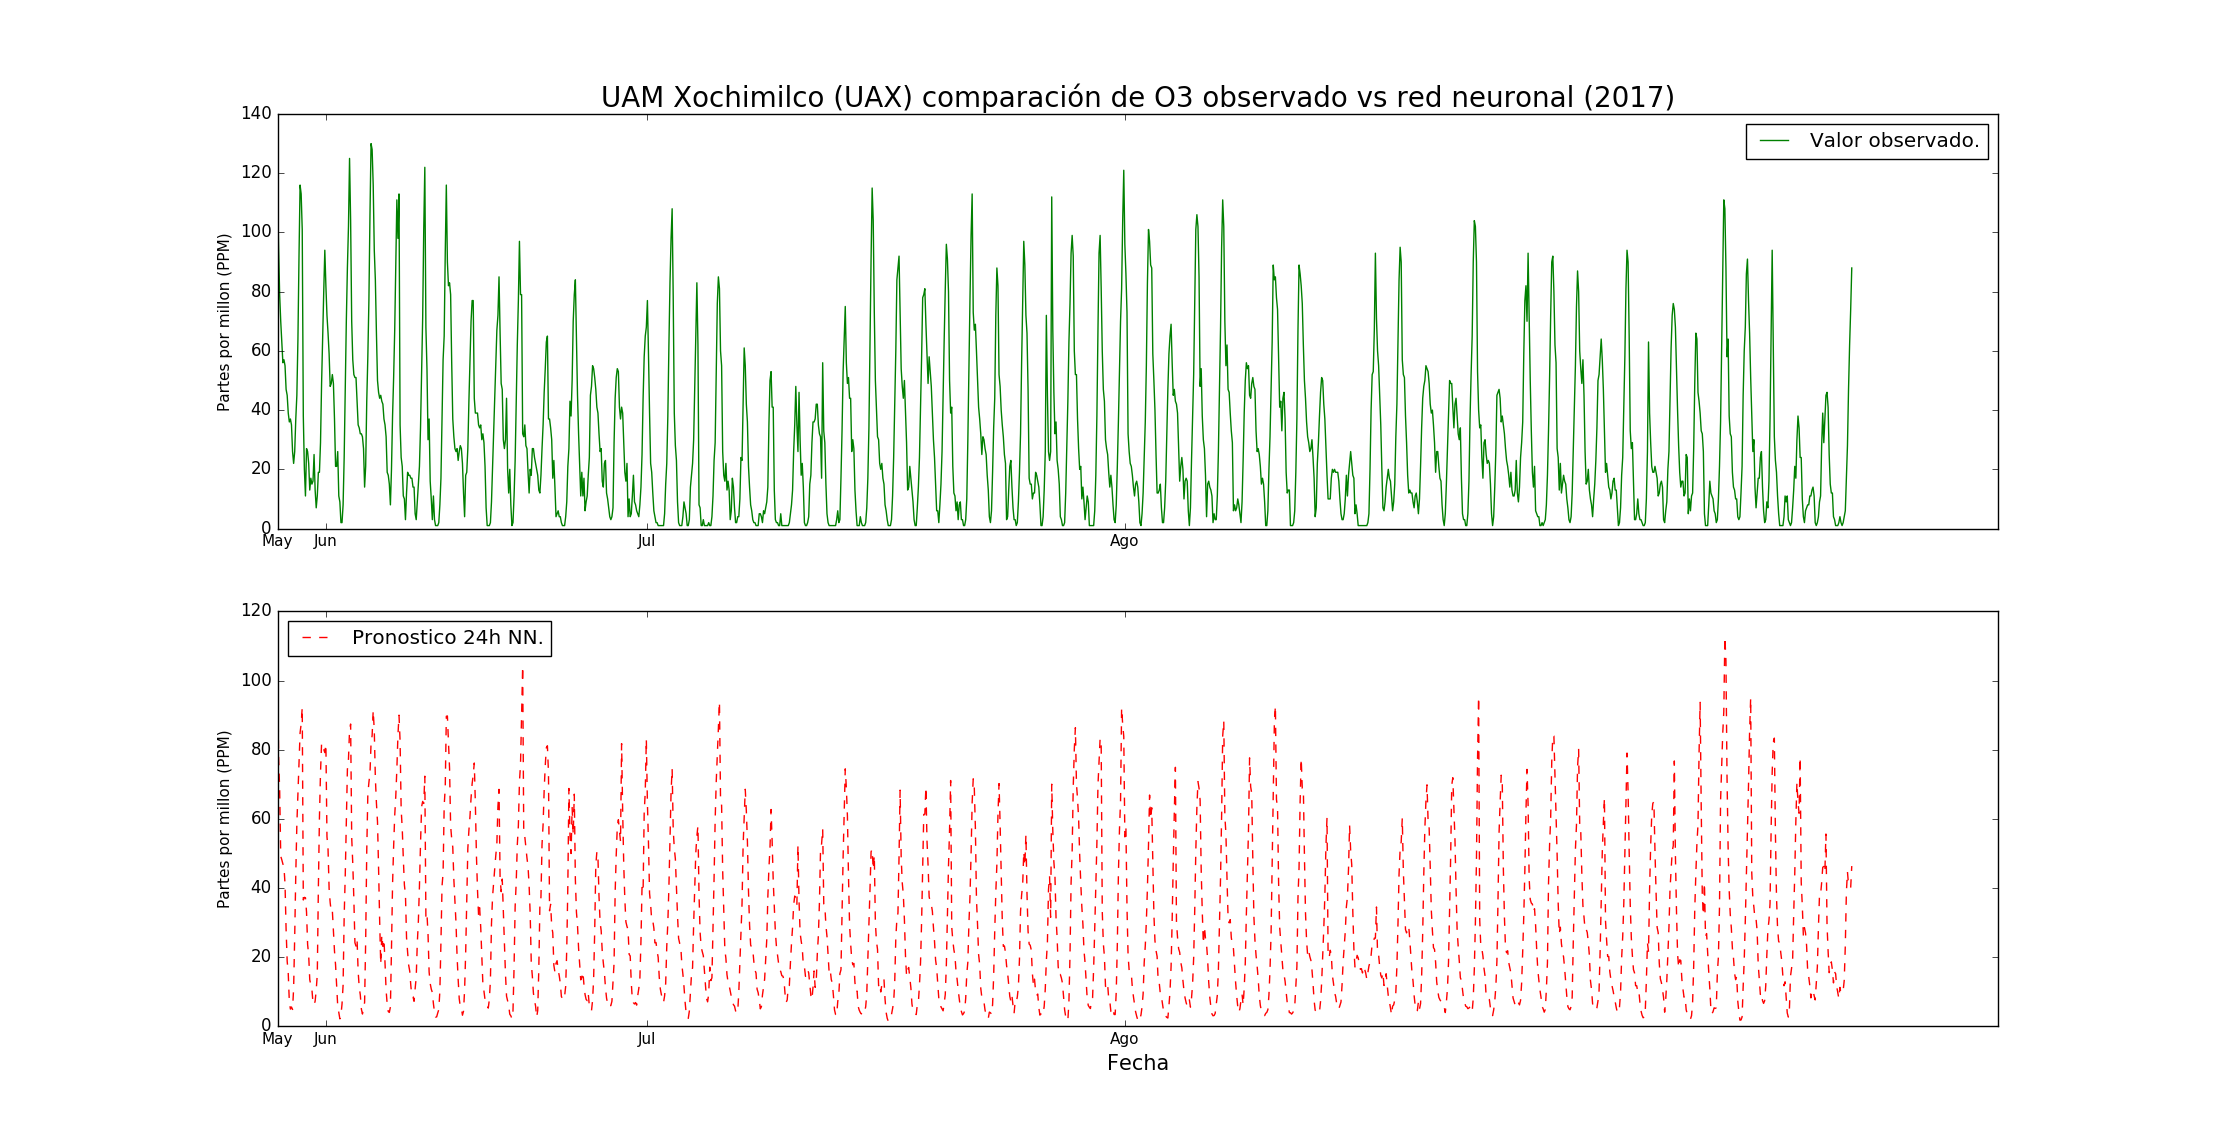 UAM Xochimilco (UAX) comparación de O3 observado vs red neuronal (2017)
140
120
100
80
60
40
20
0
Partes por millon (PPM)
Valor observado.
May Jun Jul Ago
120
100
80
60
40
20
0
Partes por millon (PPM)
Pronostico 24h NN.
May Jun Jul Ago
Fecha